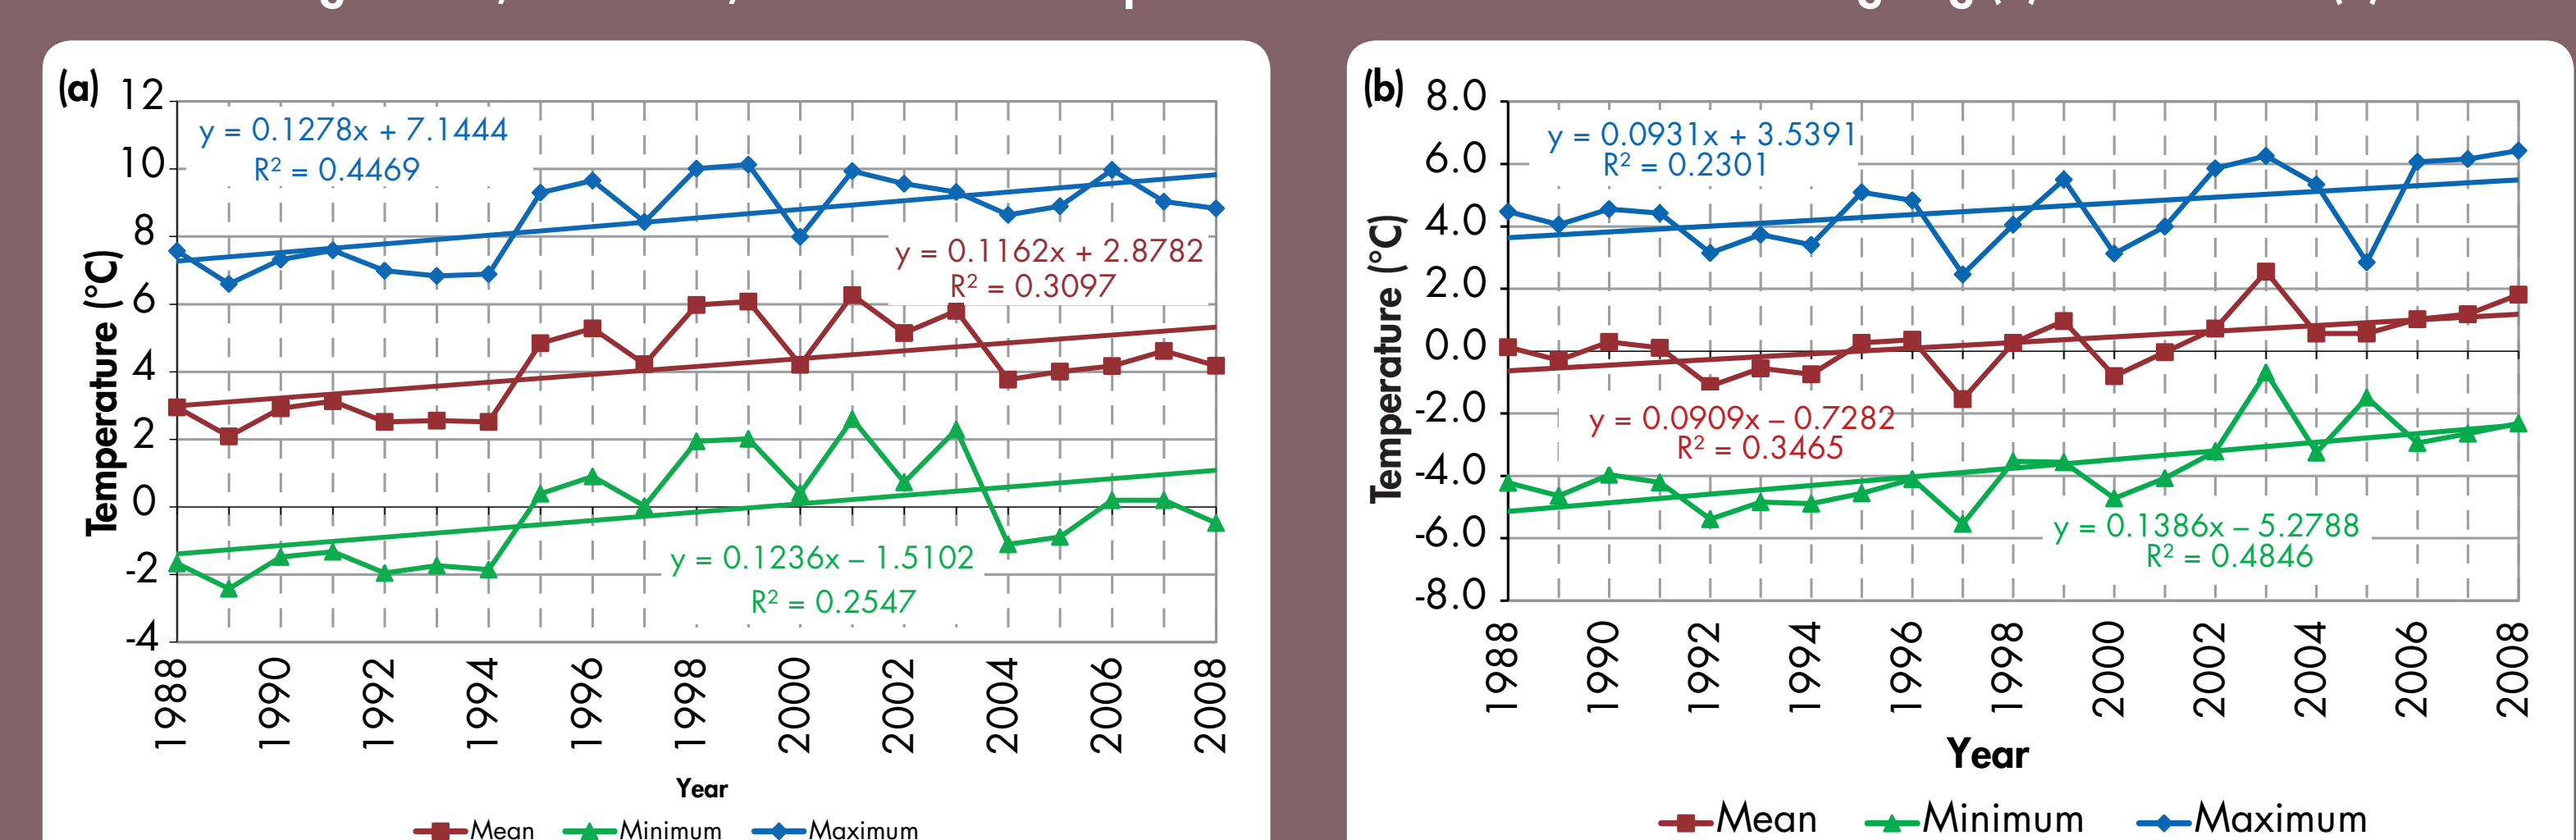 (a)
12
10
8
6
4
2
0
-2
-4
Temperature (°C)
y = 0.1278x + 7.1444
R² = 0.4469
y = 0.1162x + 2.8782
R² = 0.3097
y = 0.1236x – 1.5102
R² = 0.2547
1988 1990 1992 1994 1996 1998 2000 2002 2004 2006 2008
Year
Mean Minimum Maximum
(b)
8.0
6.0
4.0
2.0
0.0
-2.0
-4.0
-6.0
-8.0
Temperature (°C)
y = 0.0931x + 3.5391
R² = 0.2301
y = 0.0909x – 0.7282
R² = 0.3465
y = 0.1386x – 5.2788
R² = 0.4846
1988 1990 1992 1994 1996 1998 2000 2002 2004 2006 2008
Year
Mean Minimum Maximum